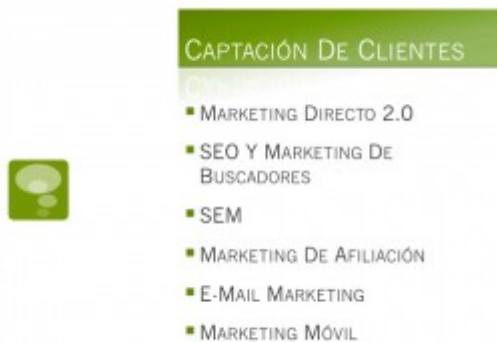 CAPTACIÓN DE CLIENTES
▪ MARKETING DIRECTO 2.0
▪ SEO Y MARKETING DE
BUSCADORES
▪ SEM
▪ MARKETING DE AFILIACIÓN
▪ E-MAIL MARKETING
▪ MARKETING MÓVIL